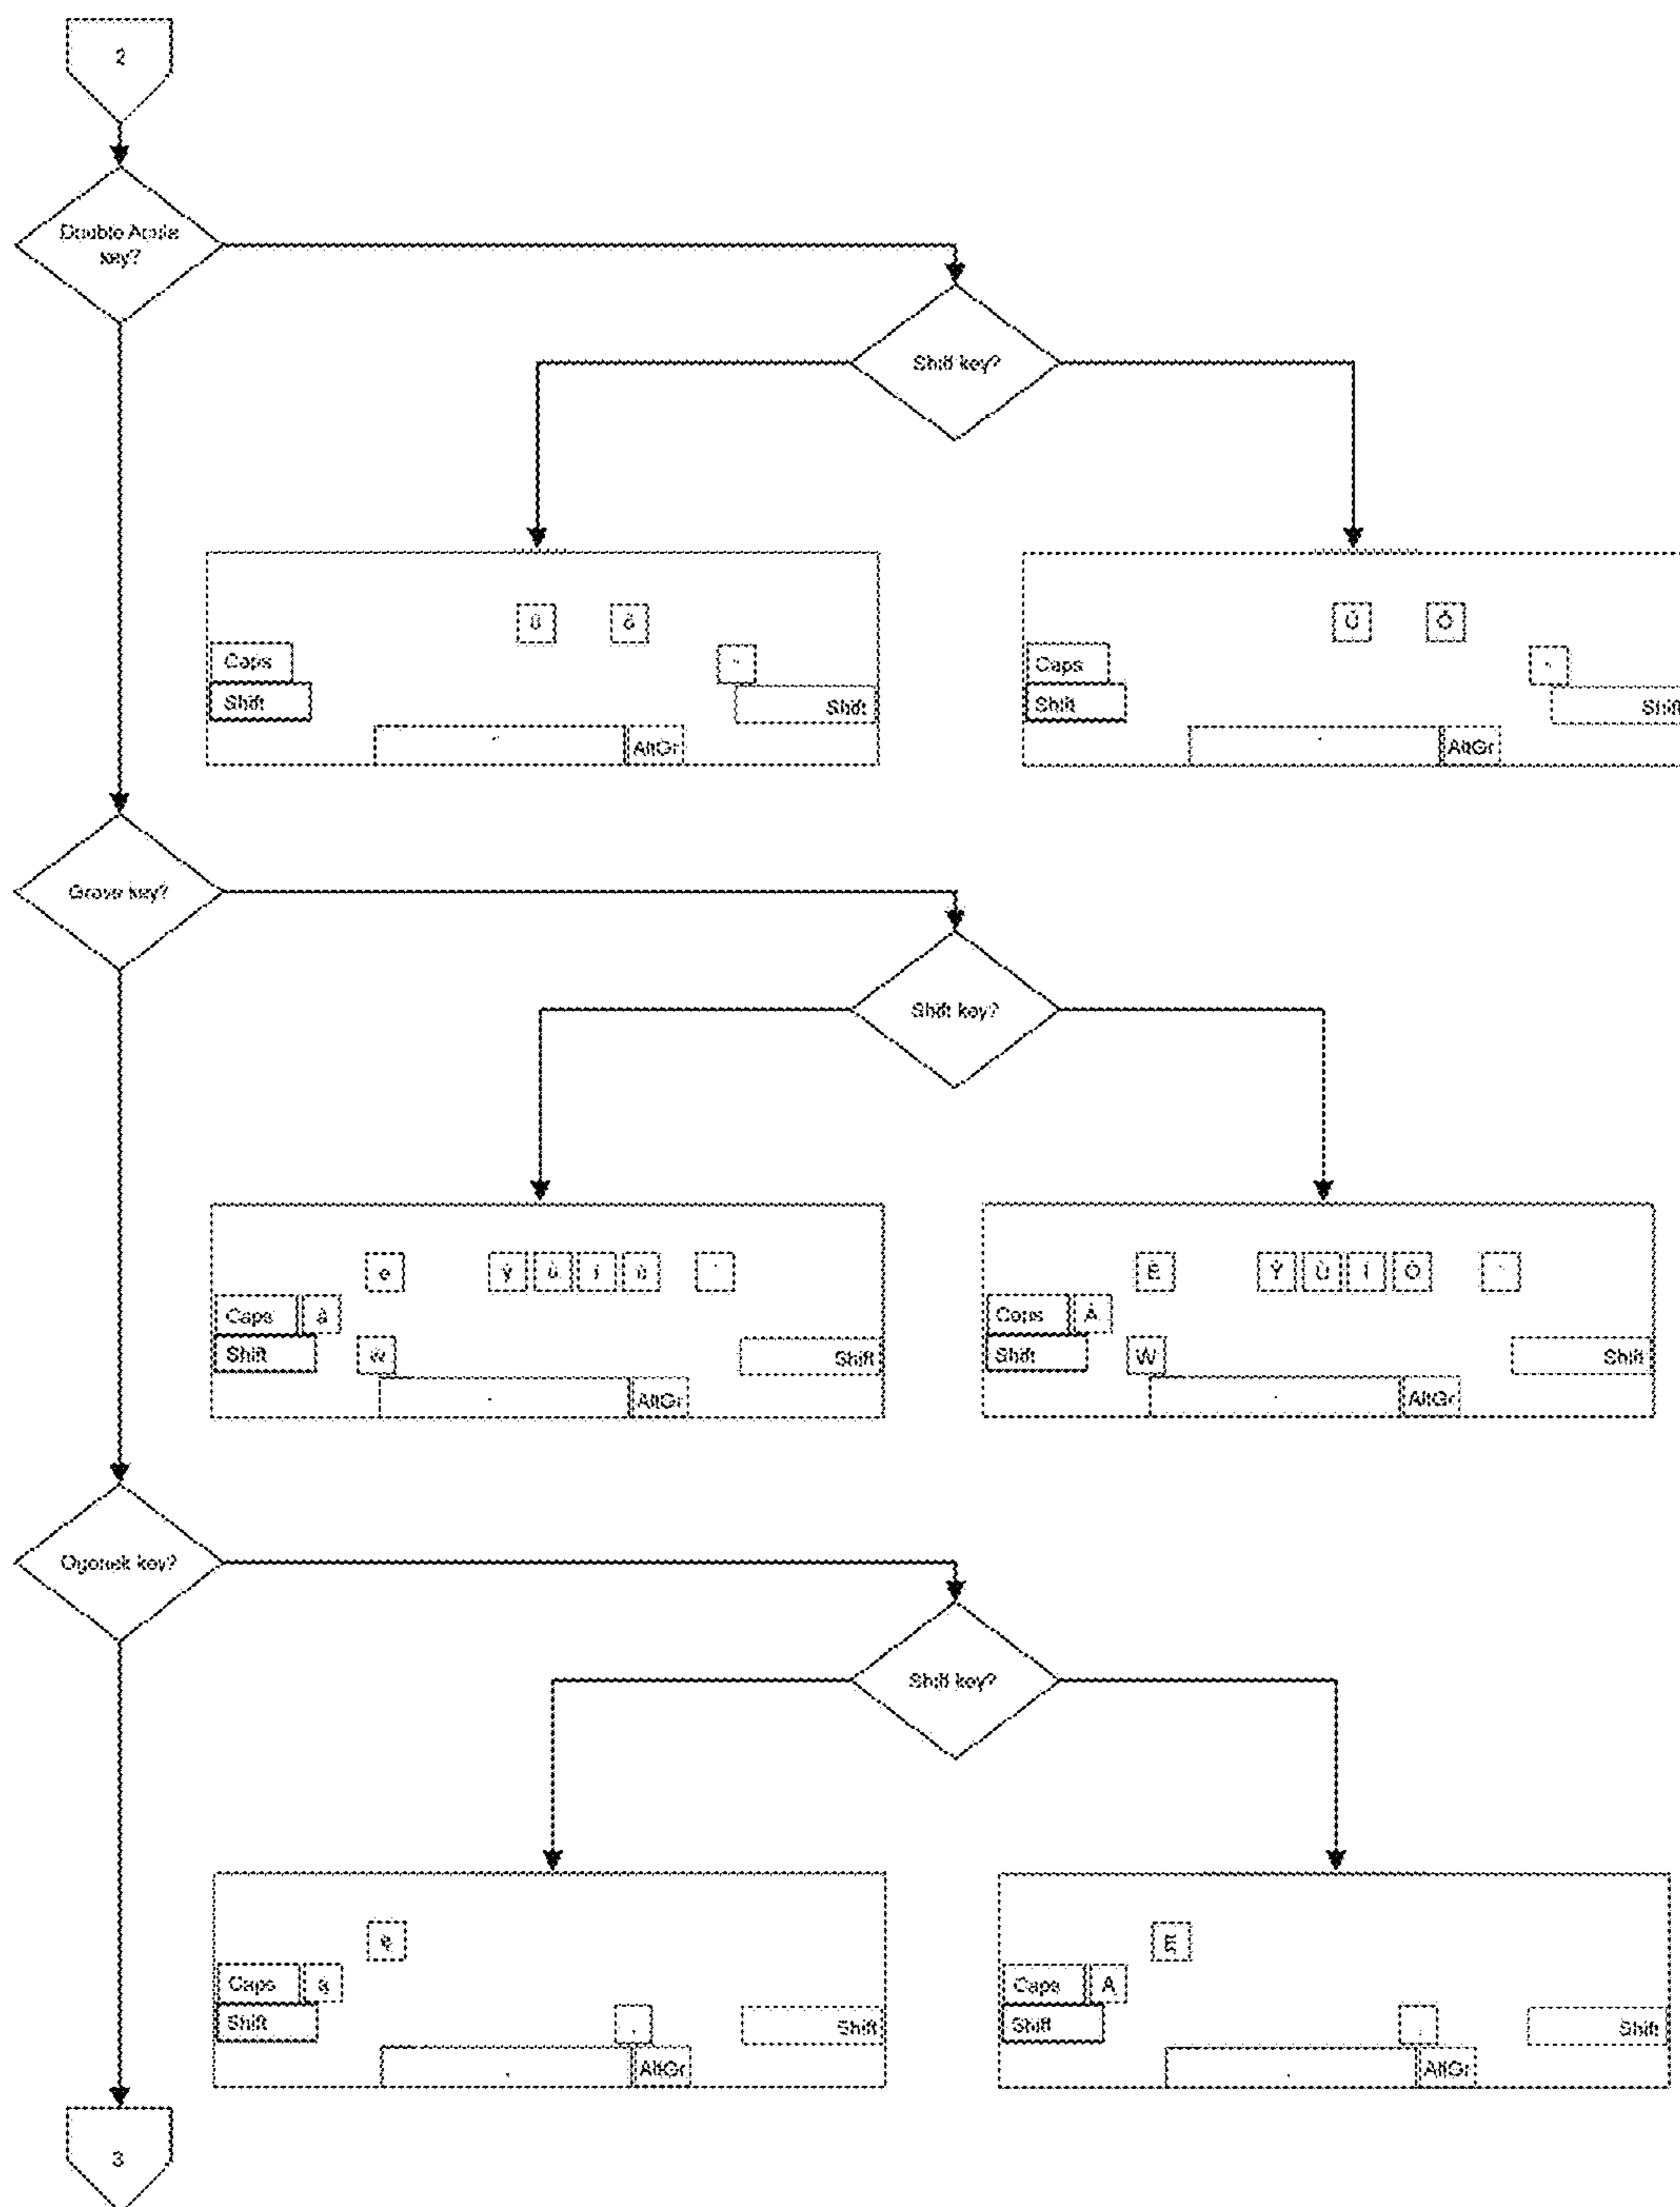 2
Double Acute
key?
Shift key?
ű ő
Caps
Shift Shift
AltGr
Ű Ő
Caps
Shift Shift
AltGr
Grave key?
Shift key?
ỳ ù ì ò `
Caps à
Shift ẁ Shift
AltGr
È Ỳ Ù Ì Ò `
Caps À
Shift Ẁ Shift
AltGr
Ogonek key?
Shift key?
ę
Caps ą
Shift Shift
AltGr
Ę
Caps Ą
Shift Shift
AltGr
3